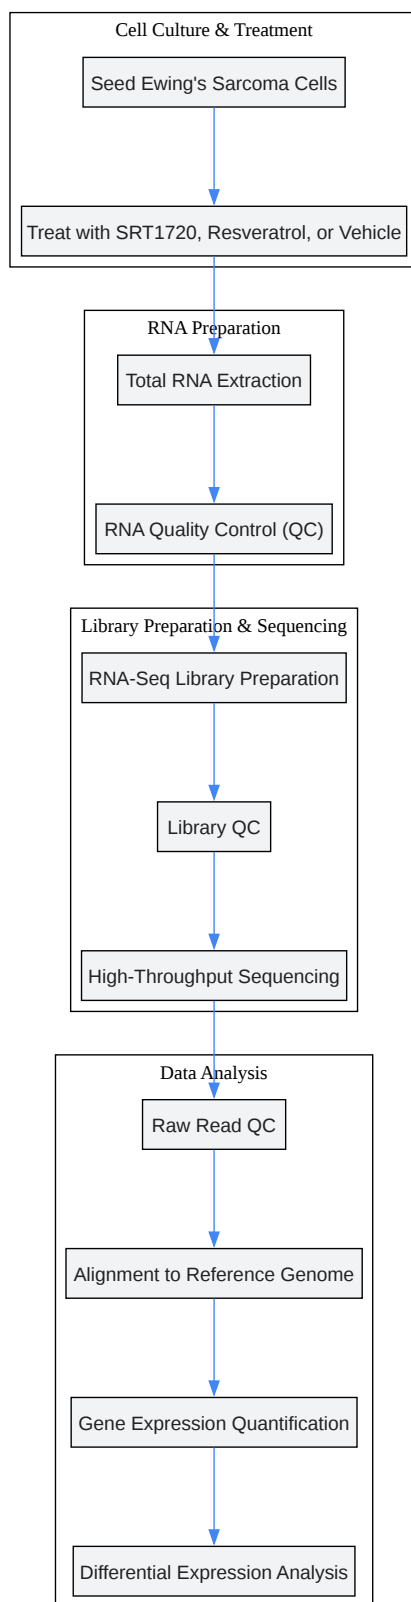 Cell Culture & Treatment
Seed Ewing's Sarcoma Cells
Treat with SRT1720, Resveratrol, or Vehicle
RNA Preparation
Total RNA Extraction
RNA Quality Control (QC)
Library Preparation & Sequencing
RNA-Seq Library Preparation
Library QC
High-Throughput Sequencing
Data Analysis
Raw Read QC
Alignment to Reference Genome
Gene Expression Quantification
Differential Expression Analysis